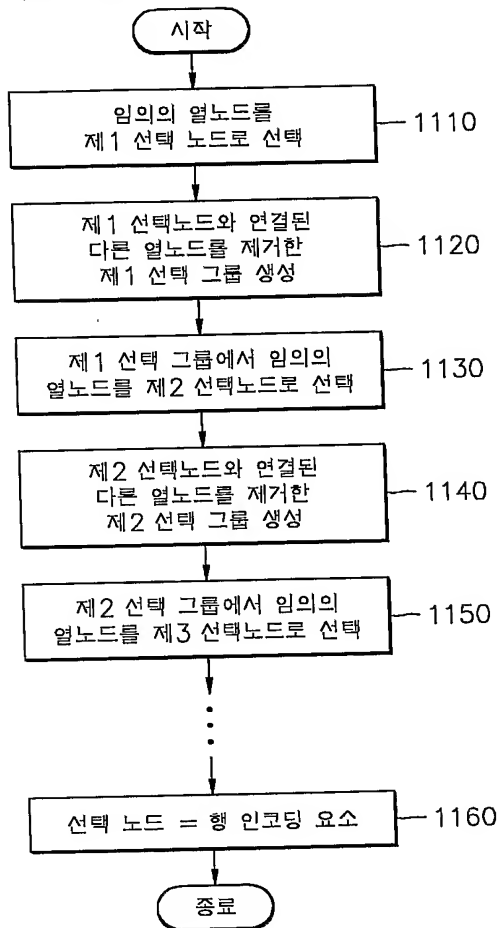 시작
임의의 열노드를
제1 선택 노드로 선택
1110
제1 선택노드와 연결된
다른 열노드를 제거한
제1 선택 그룹 생성
1120
제1 선택 그룹에서 임의의
열노드를 제2 선택노드로 선택
1130
제2 선택노드와 연결된
다른 열노드를 제거한
제2 선택 그룹 생성
1140
제2 선택 그룹에서 임의의
열노드를 제3 선택노드로 선택
1150
선택 노드 = 행 인코딩 요소
1160
종료